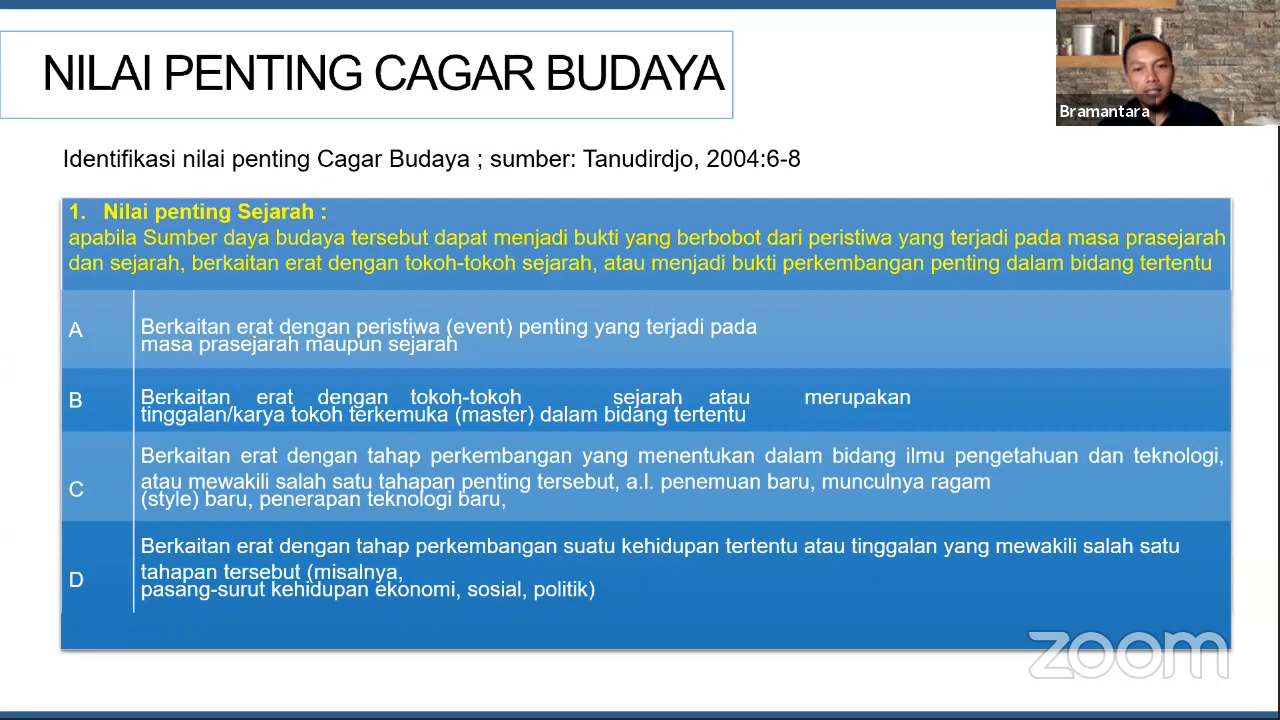 NILAI PENTING CAGAR BUDAYA
Bramantara
Identifikasi nilai penting Cagar Budaya ; sumber: Tanudirdjo, 2004:6-8
1. Nilai penting Sejarah :
apabila Sumber daya budaya tersebut dapat menjadi bukti yang berbobot dari peristiwa yang terjadi pada masa prasejarah
dan sejarah, berkaitan erat dengan tokoh-tokoh sejarah, atau menjadi bukti perkembangan penting dalam bidang tertentu
A
Berkaitan erat dengan peristiwa (event) penting yang terjadi pada
masa prasejarah maupun sejarah
B
Berkaitan erat dengan tokoh-tokoh sejarah atau merupakan
tinggalan/karya tokoh terkemuka (master) dalam bidang tertentu
C
Berkaitan erat dengan tahap perkembangan yang menentukan dalam bidang ilmu pengetahuan dan teknologi,
atau mewakili salah satu tahapan penting tersebut, a.l. penemuan baru, munculnya ragam
(style) baru, penerapan teknologi baru,
D
Berkaitan erat dengan tahap perkembangan suatu kehidupan tertentu atau tinggalan yang mewakili salah satu
tahapan tersebut (misalnya,
pasang-surut kehidupan ekonomi, sosial, politik)
zoom